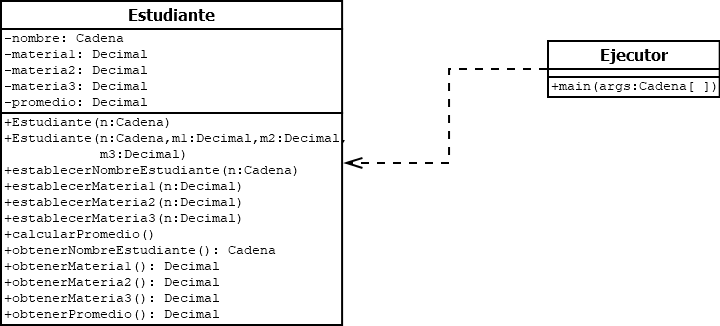 Estudiante
-nombre: Cadena
-materia1: Decimal
-materia2: Decimal
-materia3: Decimal
-promedio: Decimal
+Estudiante(n:Cadena)
+Estudiante(n:Cadena,m1:Decimal,m2:Decimal,
m3:Decimal)
+establecerNombreEstudiante(n:Cadena)
+establecerMateria1(n:Decimal)
+establecerMateria2(n:Decimal)
+establecerMateria3(n:Decimal)
+calcularPromedio()
+obtenerNombreEstudiante(): Cadena
+obtenerMateria1(): Decimal
+obtenerMateria2(): Decimal
+obtenerMateria3(): Decimal
+obtenerPromedio(): Decimal
Ejecutor
+main(args:Cadena[ ])